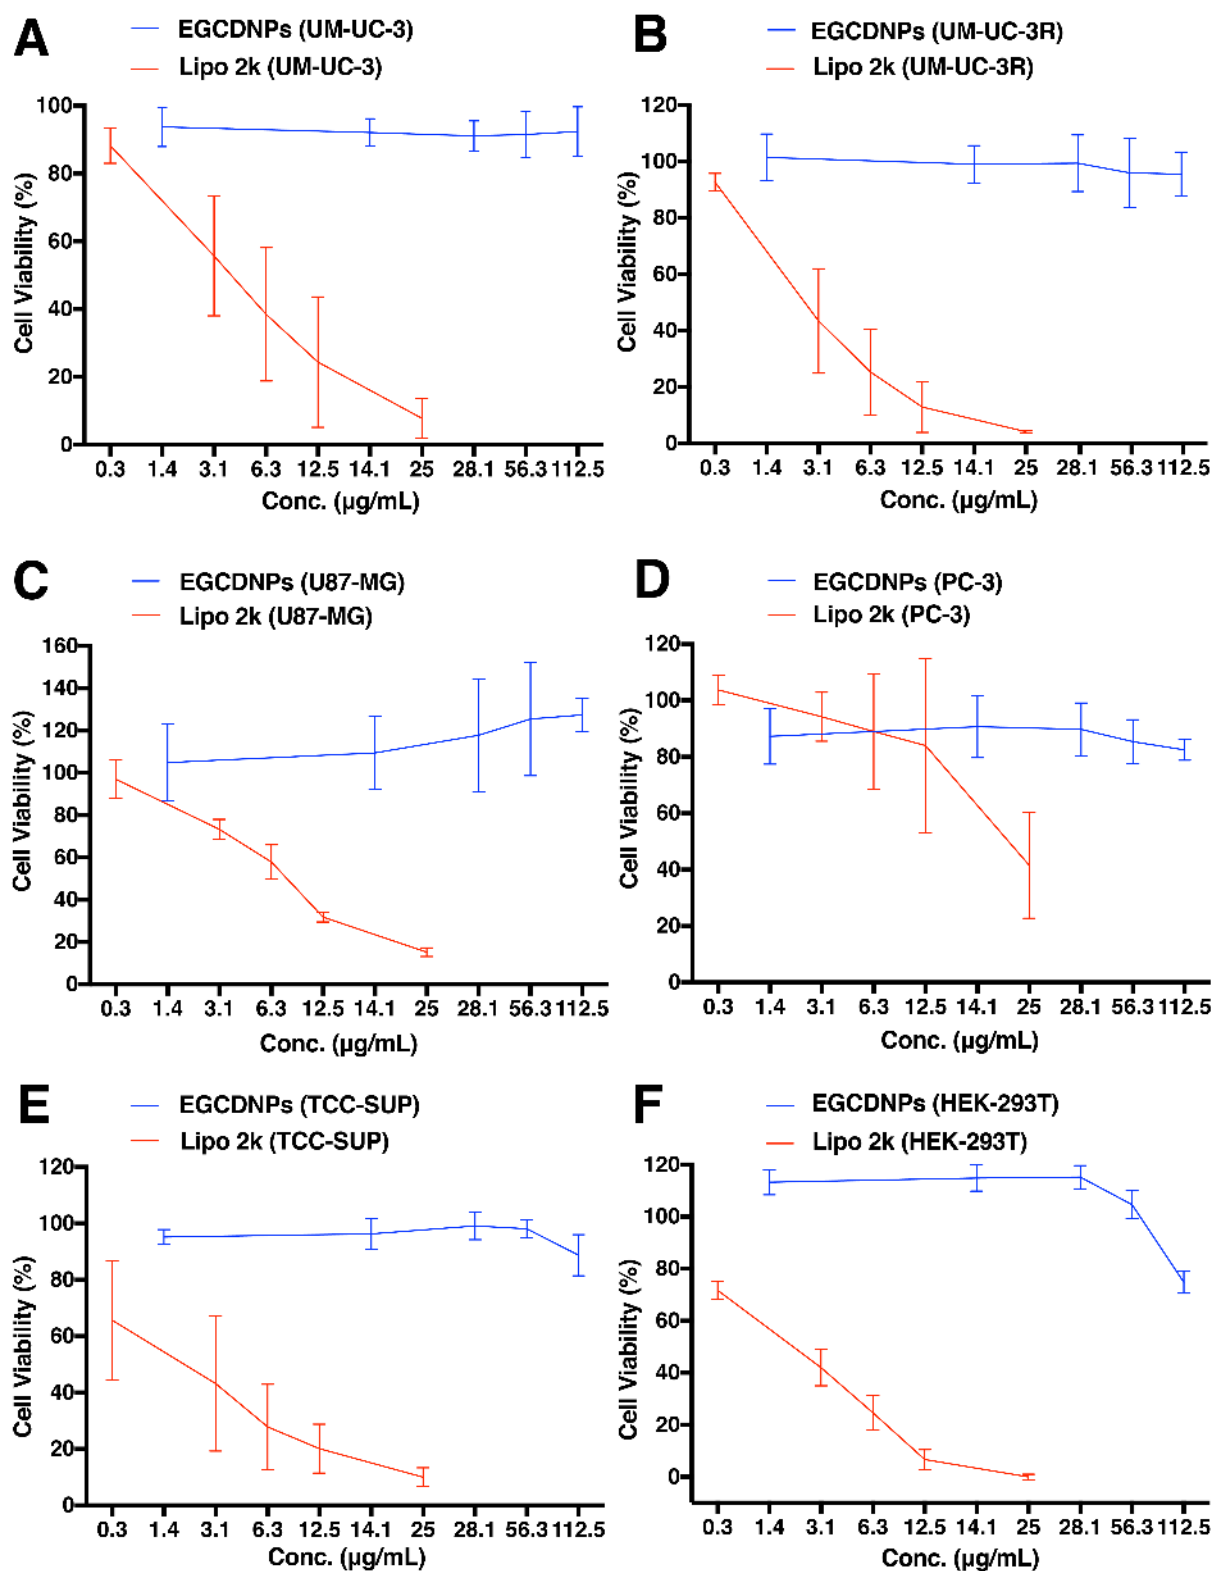 A
EGCDNPs (UM-UC-3)
Lipo 2k (UM-UC-3)
100
80
60
40
20
0
Cell Viability (%)
0.3 1.4 3.1 6.3 12.5 14.1 25 28.1 56.3 112.5
Conc. (µg/mL)
B
EGCDNPs (UM-UC-3R)
Lipo 2k (UM-UC-3R)
120
100
80
60
40
20
0
Cell Viability (%)
0.3 1.4 3.1 6.3 12.5 14.1 25 28.1 56.3 112.5
Conc. (µg/mL)
C
EGCDNPs (U87-MG)
Lipo 2k (U87-MG)
160
140
120
100
80
60
40
20
0
Cell Viability (%)
0.3 1.4 3.1 6.3 12.5 14.1 25 28.1 56.3 112.5
Conc. (µg/mL)
D
EGCDNPs (PC-3)
Lipo 2k (PC-3)
120
100
80
60
40
20
0
Cell Viability (%)
0.3 1.4 3.1 6.3 12.5 14.1 25 28.1 56.3 112.5
Conc. (µg/mL)
E
EGCDNPs (TCC-SUP)
Lipo 2k (TCC-SUP)
120
100
80
60
40
20
0
Cell Viability (%)
0.3 1.4 3.1 6.3 12.5 14.1 25 28.1 56.3 112.5
Conc. (µg/mL)
F
EGCDNPs (HEK-293T)
Lipo 2k (HEK-293T)
120
100
80
60
40
20
0
Cell Viability (%)
0.3 1.4 3.1 6.3 12.5 14.1 25 28.1 56.3 112.5
Conc. (µg/mL)